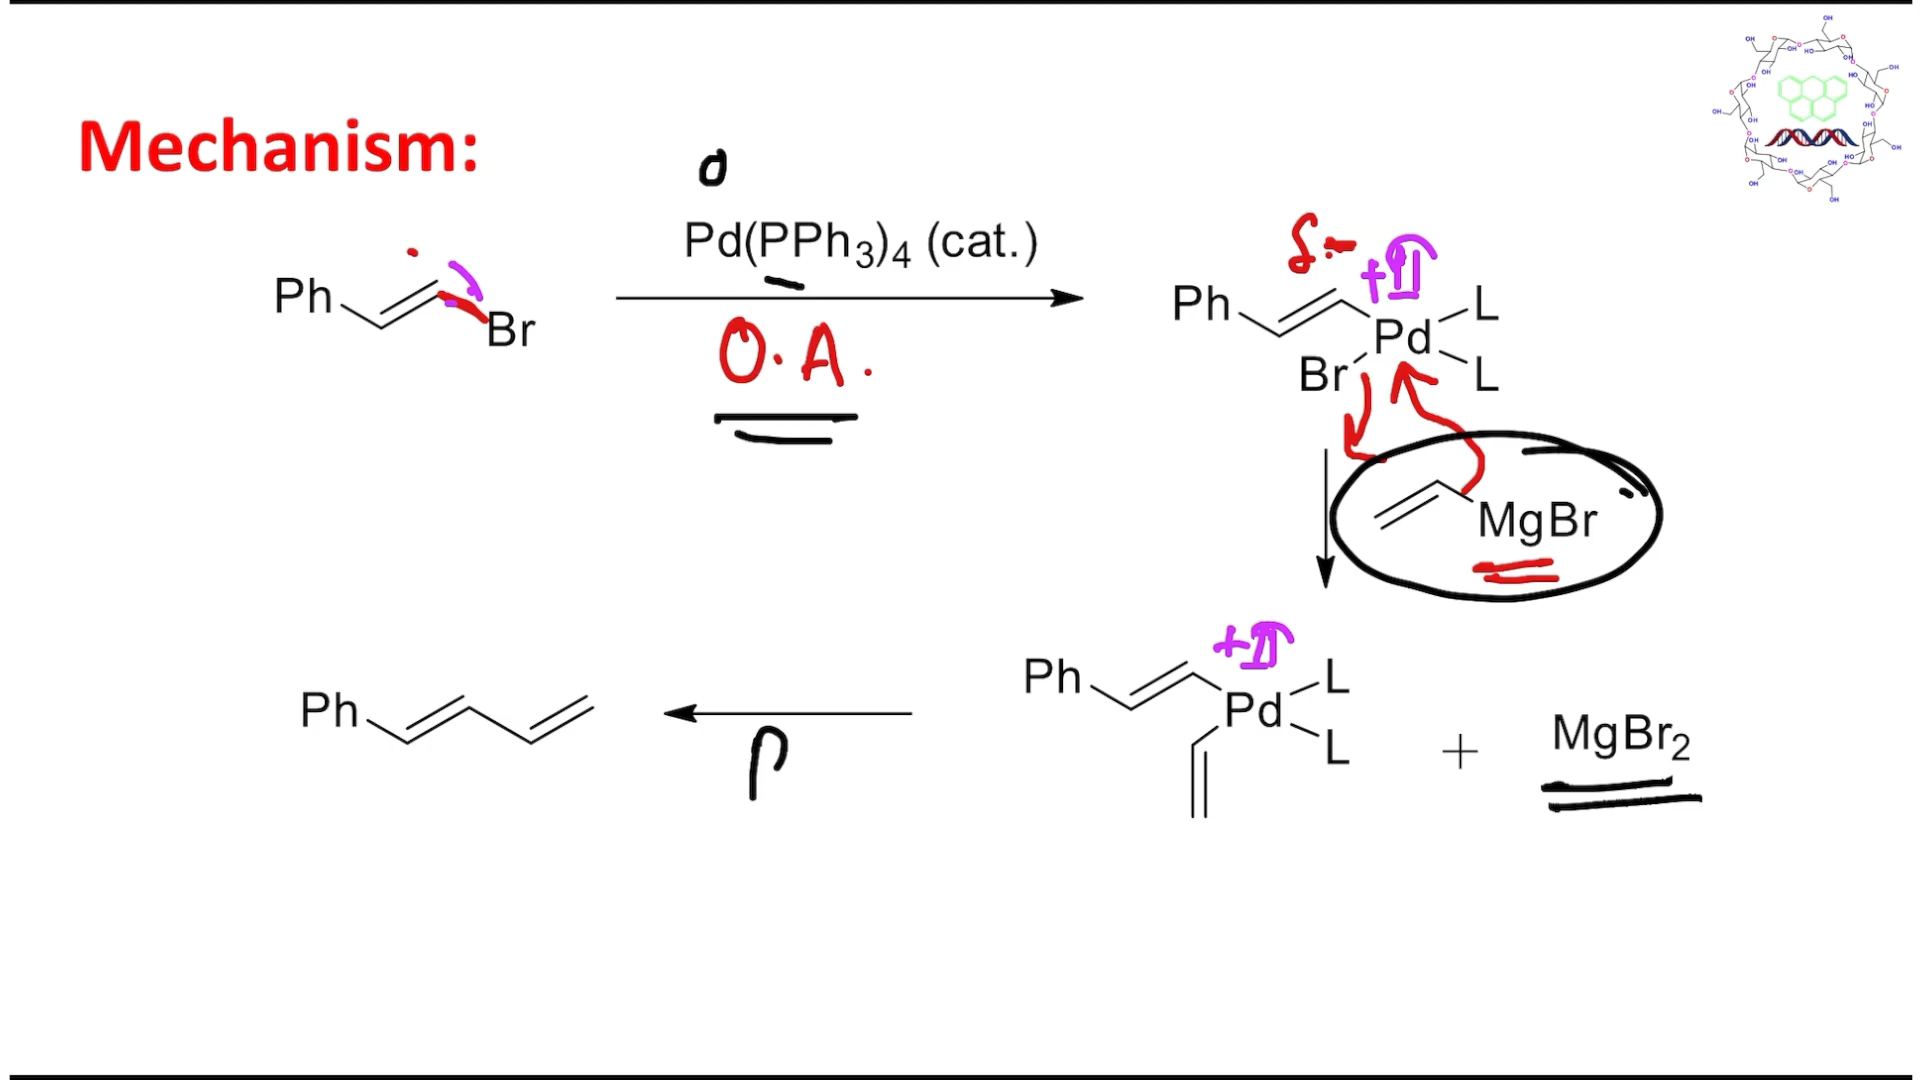 Mechanism:
0
Pd(PPh3)4 (cat.)
O.A.
Ph
Br
δ-
+II
Ph
Pd
L
L
Br
MgBr
+II
Ph
Pd
L
L
+
MgBr2
Ph